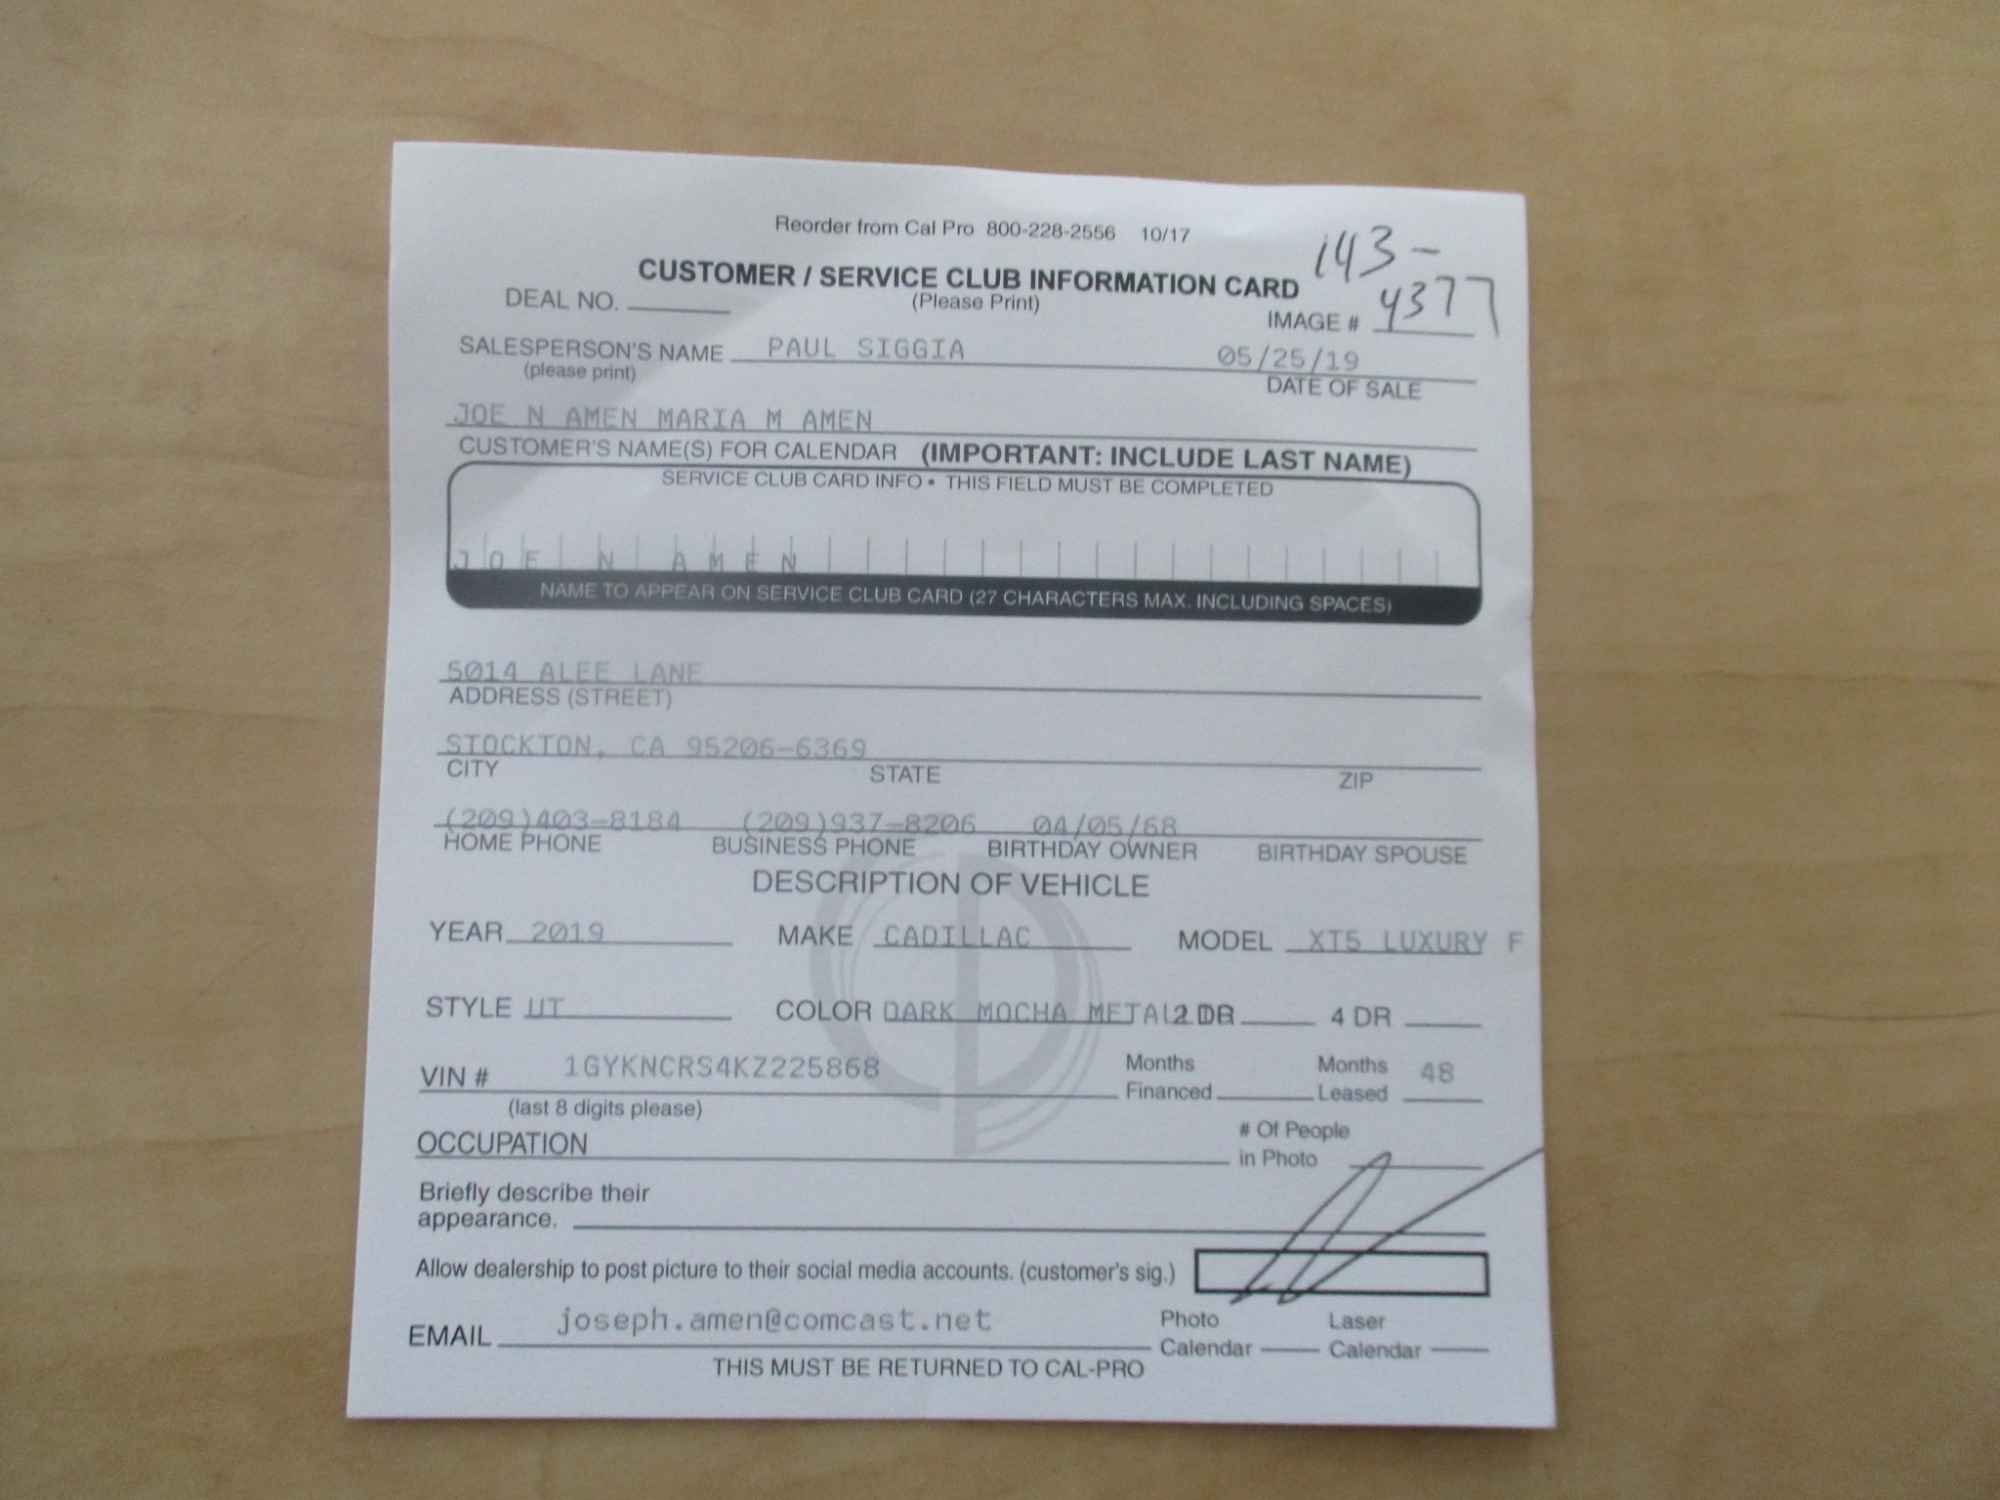 Reorder from Cal Pro 800-228-2556 10/17
143-
CUSTOMER / SERVICE CLUB INFORMATION CARD
(Please Print)
DEAL NO.
IMAGE # 4377
SALESPERSON'S NAME PAUL SIGGIA 05/25/19
(please print) DATE OF SALE
JOE N AMEN MARIA M AMEN
CUSTOMER'S NAME(S) FOR CALENDAR (IMPORTANT: INCLUDE LAST NAME)
SERVICE CLUB CARD INFO • THIS FIELD MUST BE COMPLETED
JOE N AMEN
NAME TO APPEAR ON SERVICE CLUB CARD (27 CHARACTERS MAX. INCLUDING SPACES)
5014 ALEE LANE
ADDRESS (STREET)
STOCKTON, CA 95206-6369
CITY STATE ZIP
(209)403-8184 (209)937-8206 04/05/68
HOME PHONE BUSINESS PHONE BIRTHDAY OWNER BIRTHDAY SPOUSE
DESCRIPTION OF VEHICLE
YEAR 2019 MAKE CADILLAC MODEL XT5 LUXURY F
STYLE UT COLOR DARK MOCHA METAL 2 DR 4 DR
VIN # 1GYKNCRS4KZ225868 Months Financed Months Leased 48
(last 8 digits please)
OCCUPATION # Of People in Photo
Briefly describe their
appearance.
Allow dealership to post picture to their social media accounts. (customer's sig.)
EMAIL joseph.amen@comcast.net Photo Calendar Laser Calendar
THIS MUST BE RETURNED TO CAL-PRO